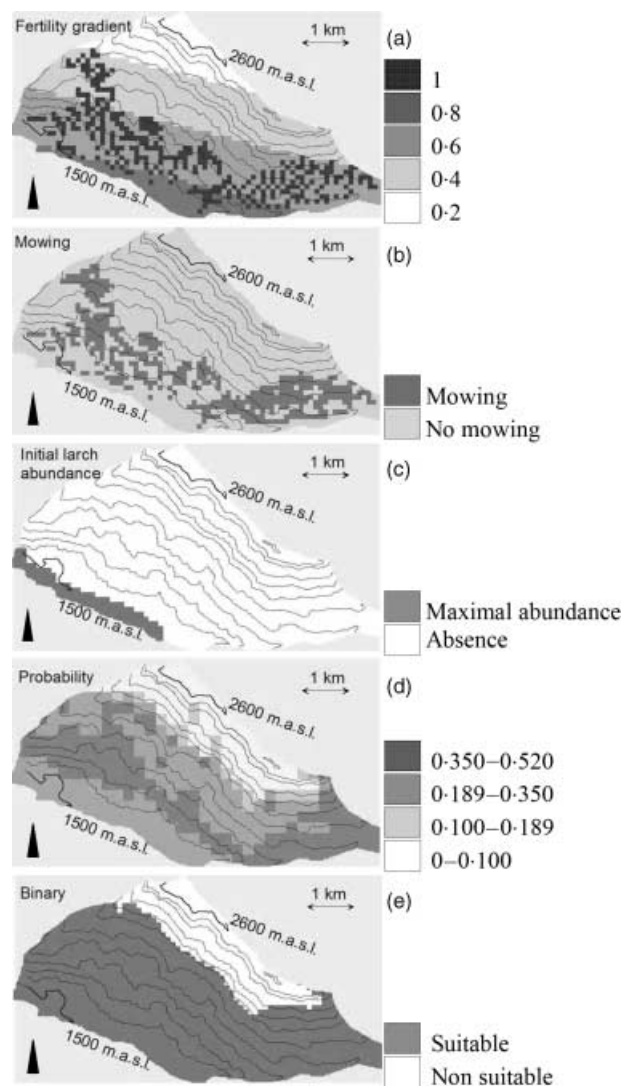 Fertility gradient
1 km
(a)
2600 m.a.s.l.
1500 m.a.s.l.
1
0·8
0·6
0·4
0·2
Mowing
1 km
(b)
2600 m.a.s.l.
1500 m.a.s.l.
Mowing
No mowing
Initial larch
abundance
1 km
(c)
2600 m.a.s.l.
1500 m.a.s.l.
Maximal abundance
Absence
Probability
1 km
(d)
2600 m.a.s.l.
1500 m.a.s.l.
0·350–0·520
0·189–0·350
0·100–0·189
0–0·100
Binary
1 km
(e)
2600 m.a.s.l.
1500 m.a.s.l.
Suitable
Non suitable